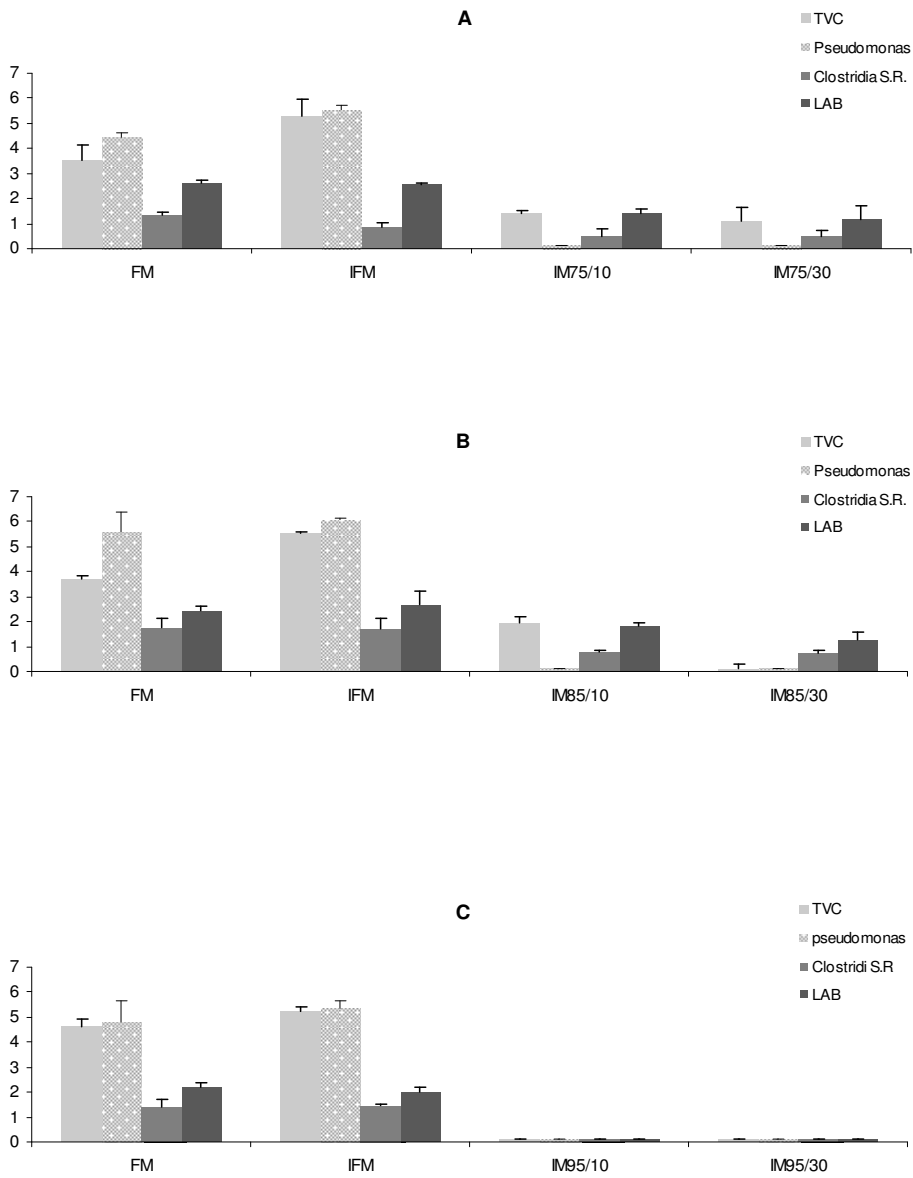 A
TVC
Pseudomonas
Clostridia S.R.
LAB
7
6
5
4
3
2
1
0
FM IFM IM75/10 IM75/30
B
TVC
Pseudomonas
Clostridia S.R.
LAB
7
6
5
4
3
2
1
0
FM IFM IM85/10 IM85/30
C
TVC
pseudomonas
Clostridi S.R
LAB
7
6
5
4
3
2
1
0
FM IFM IM95/10 IM95/30